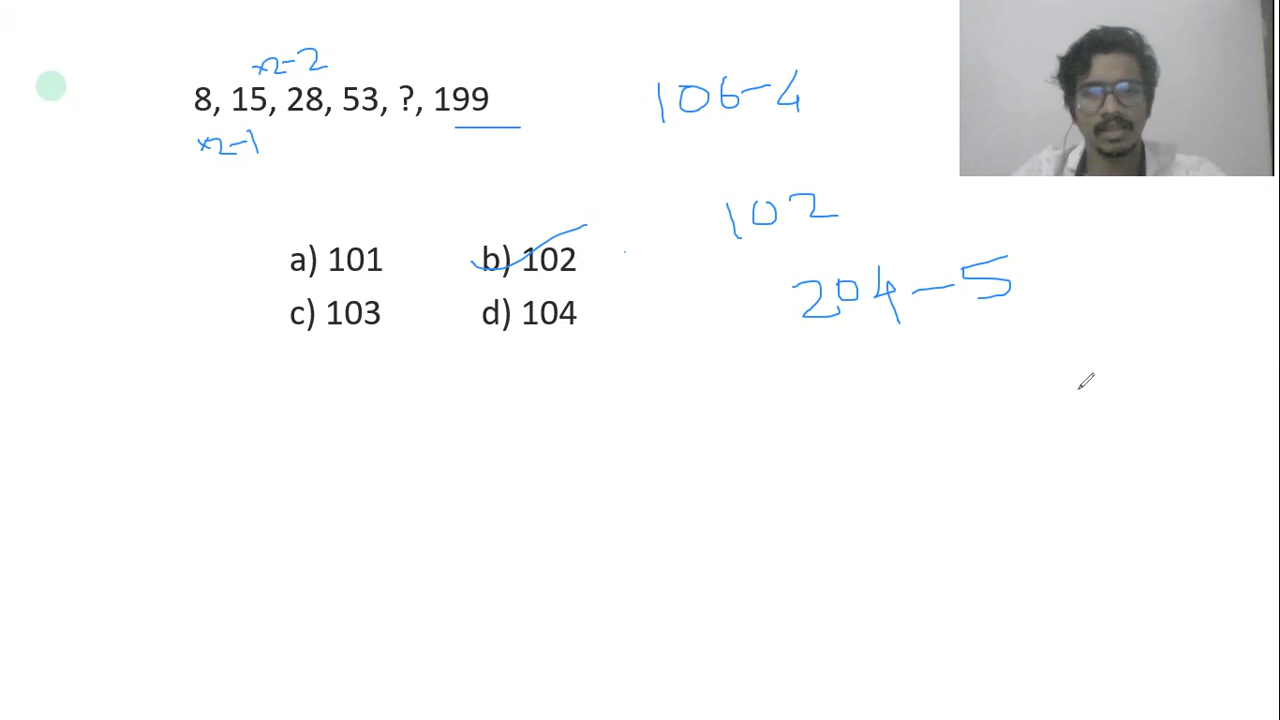 ×2-2
8, 15, 28, 53, ?, 199
×2-1
106-4
102
a) 101 b) 102
c) 103 d) 104
204-5